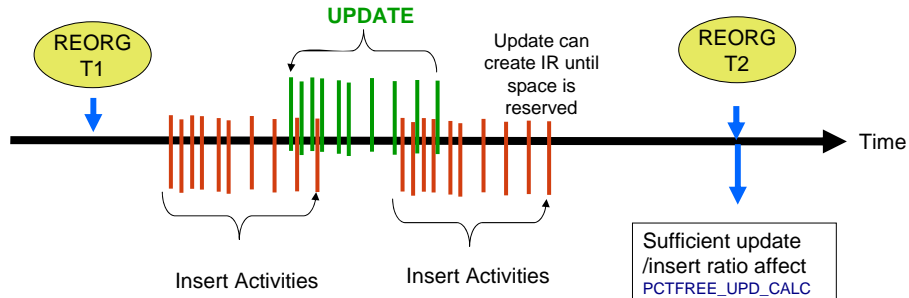 UPDATE
REORG
T1
Update can
create IR until
space is
reserved
REORG
T2
Time
Insert Activities
Insert Activities
Sufficient update
/insert ratio affect
PCTFREE_UPD_CALC